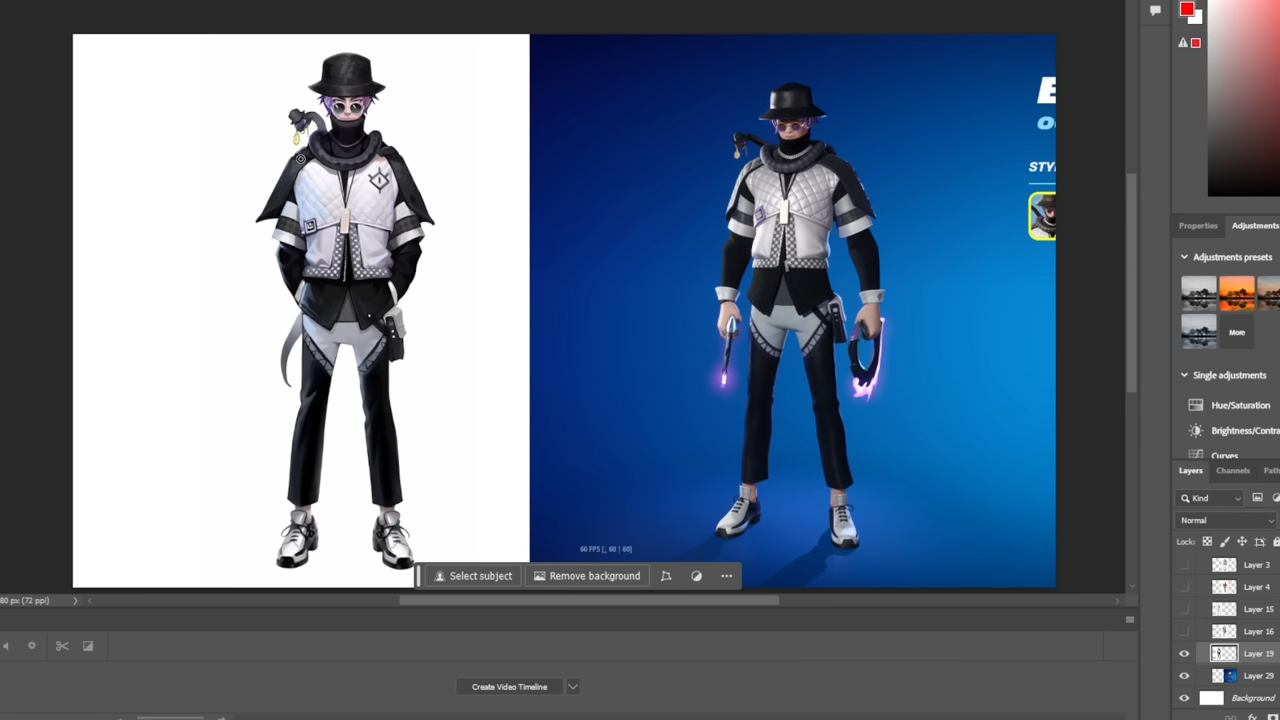 E
O
STY
60 FPS [, 60 | 60]
Select subject
Remove background
80 px (72 ppi)
Create Video Timeline
Properties
Adjustments
Adjustments presets
More
Single adjustments
Hue/Saturation
Brightness/Contra
Curves
Layers
Channels
Path
Kind
Normal
Lock:
Layer 3
Layer 4
Layer 15
Layer 16
Layer 19
Layer 29
Background
fx